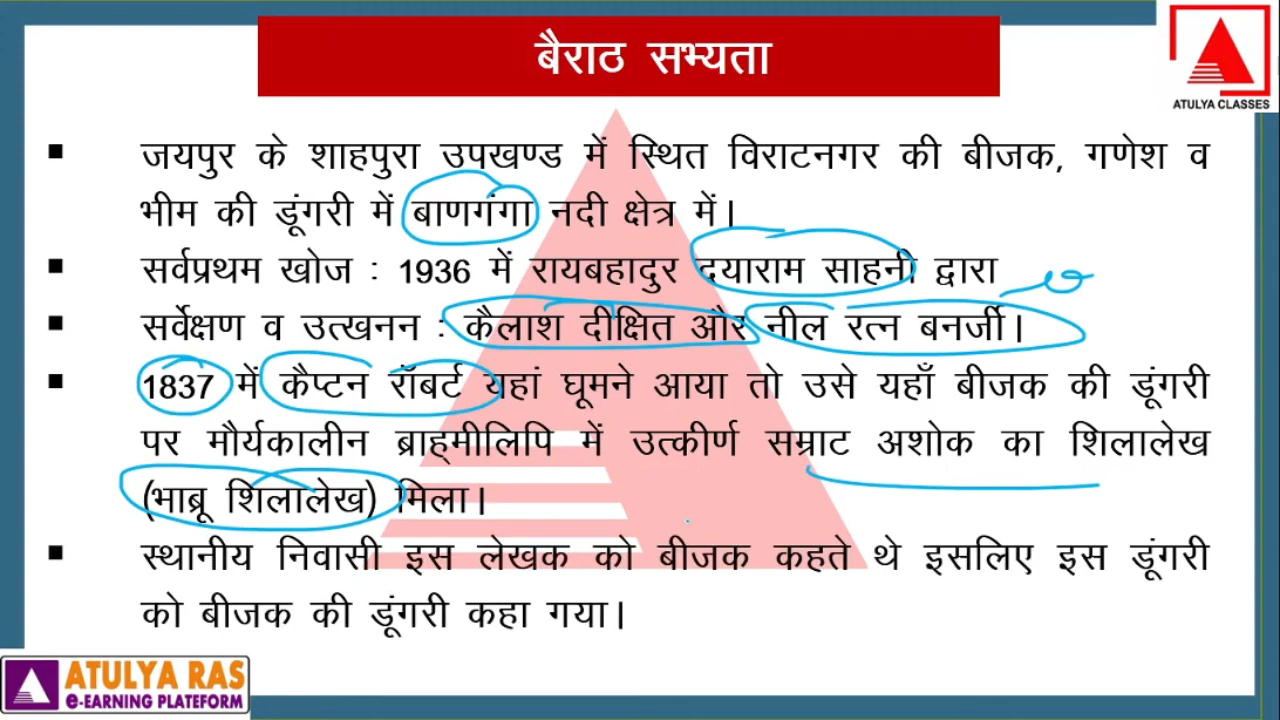 बैराठ सभ्यता
ATULYA CLASSES
▪ जयपुर के शाहपुरा उपखण्ड में स्थित विराटनगर की बीजक, गणेश व
भीम की डूंगरी में बाणगंगा नदी क्षेत्र में।
▪ सर्वप्रथम खोज : 1936 में रायबहादुर दयाराम साहनी द्वारा
▪ सर्वेक्षण व उत्खनन : कैलाश दीक्षित और नील रत्न बनर्जी।
▪ 1837 में कैप्टन रॉबर्ट यहां घूमने आया तो उसे यहाँ बीजक की डूंगरी
पर मौर्यकालीन ब्राह्मीलिपि में उत्कीर्ण सम्राट अशोक का शिलालेख
(भाब्रू शिलालेख) मिला।
▪ स्थानीय निवासी इस लेखक को बीजक कहते थे इसलिए इस डूंगरी
को बीजक की डूंगरी कहा गया।
ATULYA RAS
e-EARNING PLATEFORM